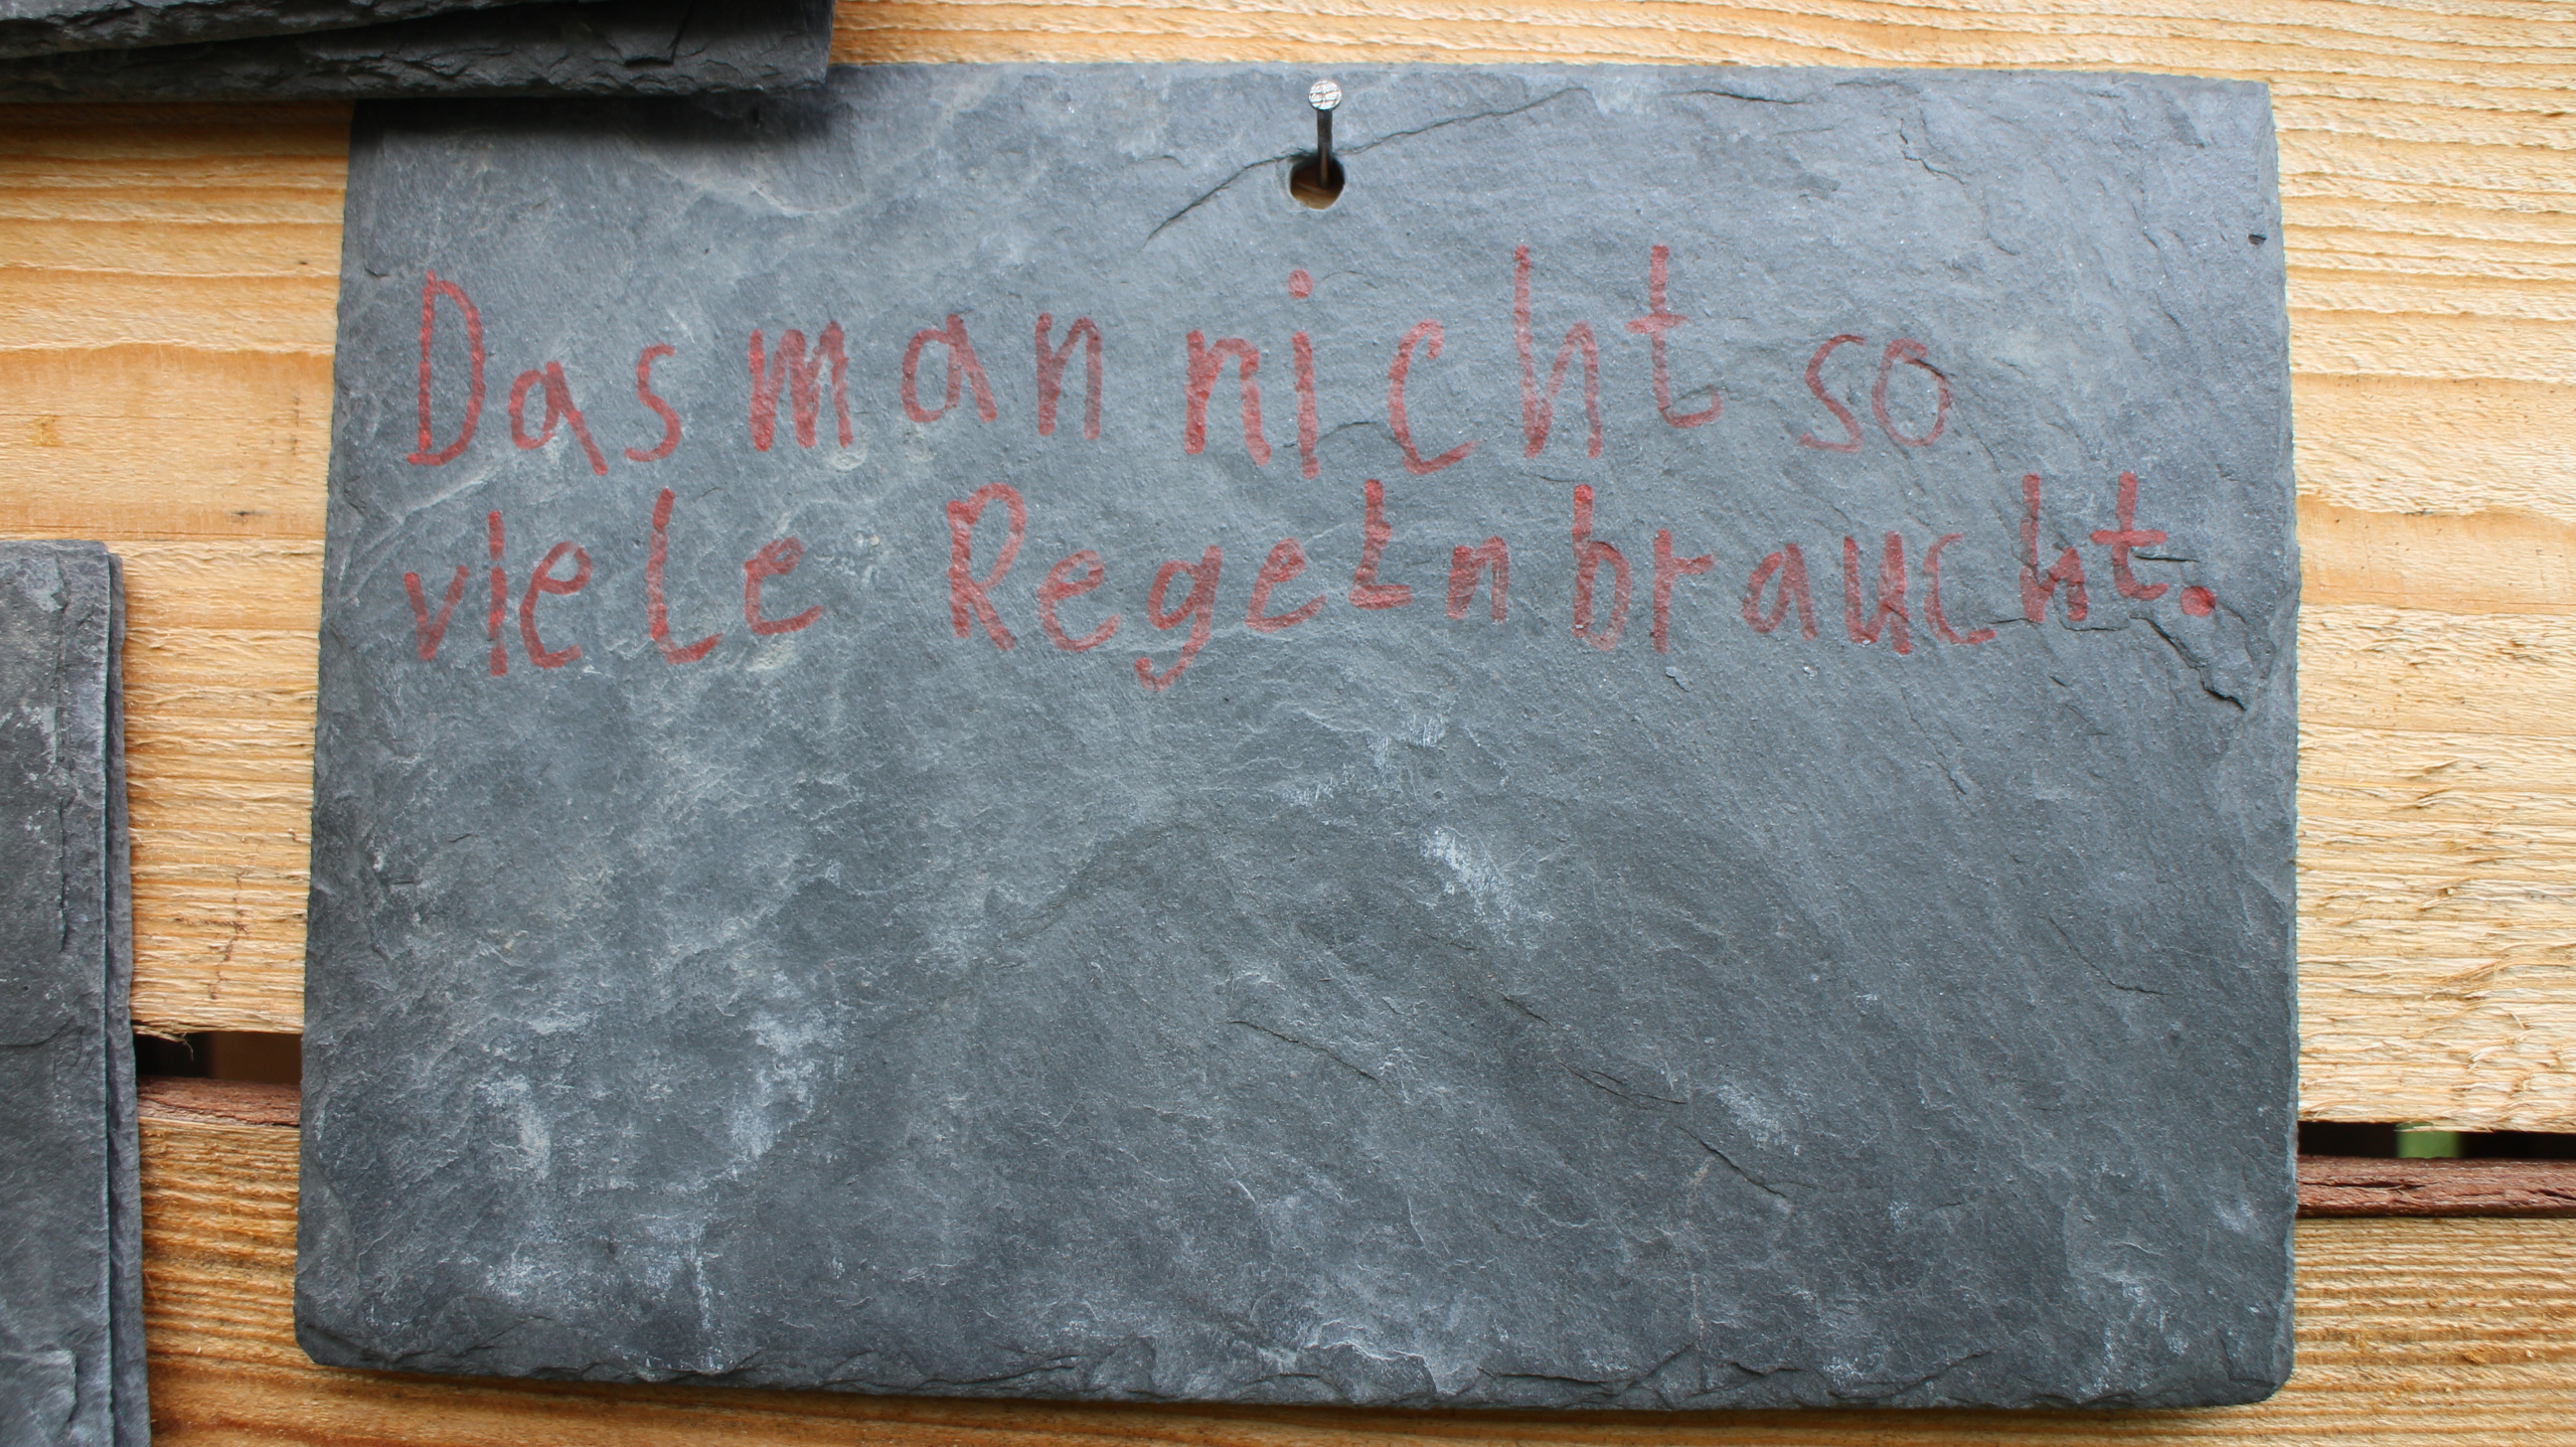 Das man nicht so
viele Regeln braucht.